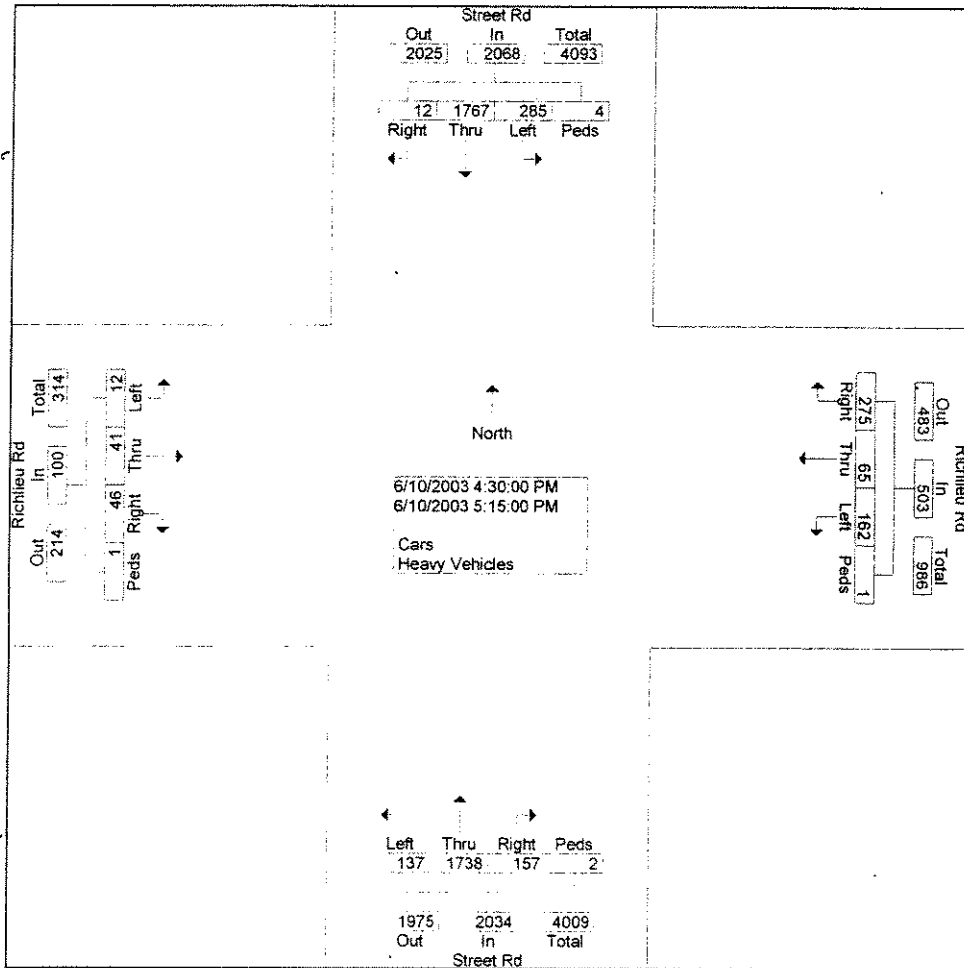 Street Rd
Out In Total
2025 2068 4093
12 1767 285 4
Right Thru Left Peds
Richlieu Rd
Total In Out
314 100 214
12 41 46 1
Left Thru Right Peds
North
6/10/2003 4:30:00 PM
6/10/2003 5:15:00 PM
Cars
Heavy Vehicles
Richlieu Rd
Out In Total
483 503 986
275 65 162 1
Right Thru Left Peds
Left Thru Right Peds
137 1738 157 2
1975 2034 4009
Out In Total
Street Rd